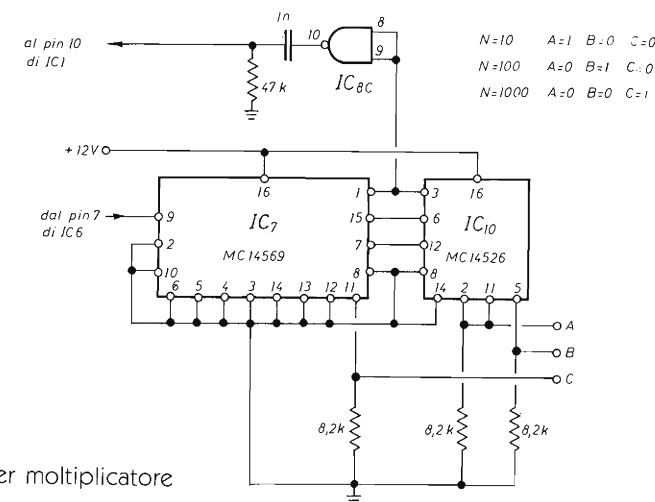 1n
10
8
9
al pin 10
di IC1
N=10 A=1 B=0 C=0
N=100 A=0 B=1 C=0
N=1000 A=0 B=0 C=1
47k
IC8C
+12V
16
16
dal pin 7
di IC6
9
2
10
IC7
MC14569
1
15
7
8
3
6
12
8
IC10
MC14526
6 5 4 3 14 13 12 11
14 2 11 5
A
B
C
8,2k
8,2k
8,2k
er moltiplicatore